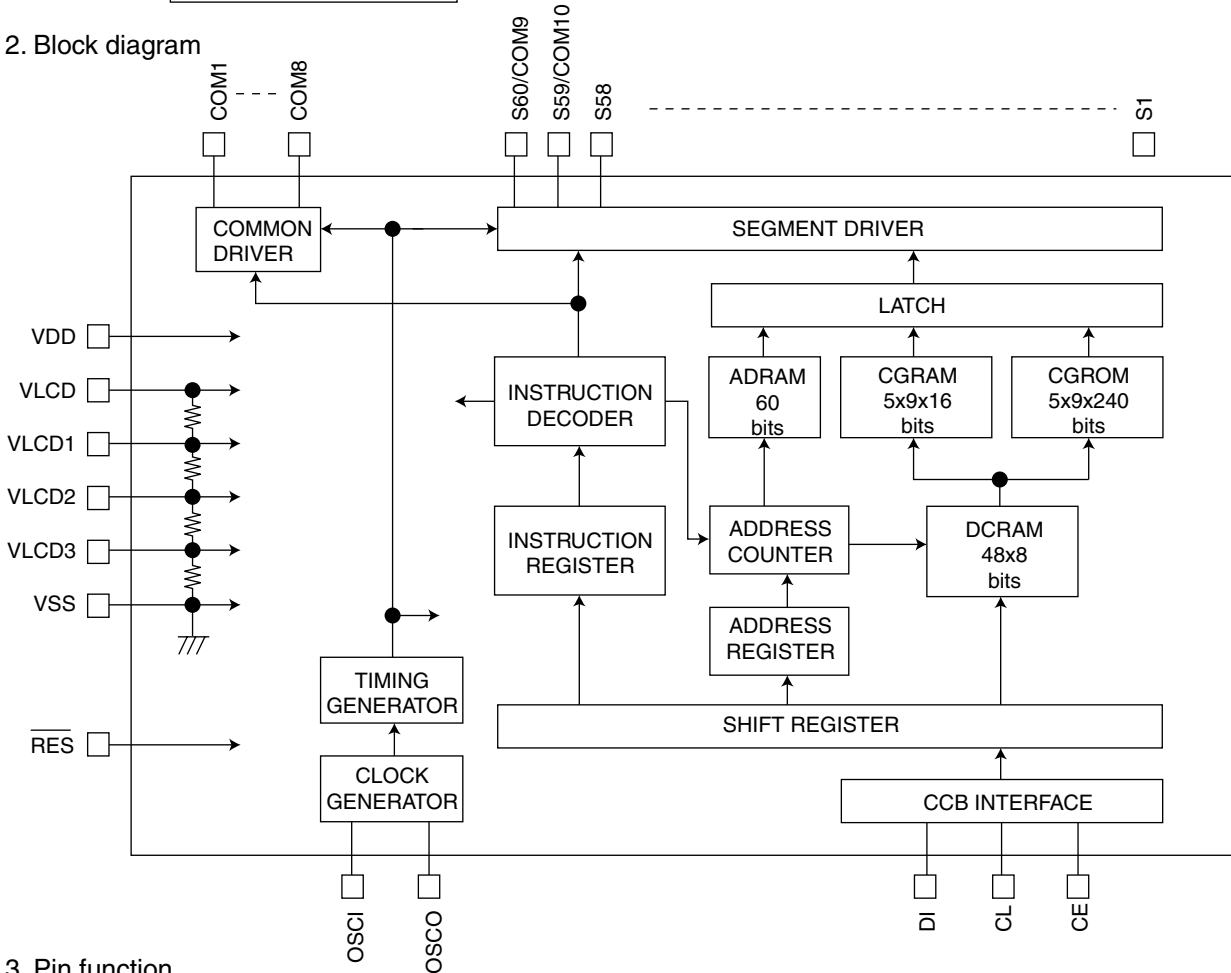 2. Block diagram
COM1
COM8
S60/COM9
S59/COM10
S58
S1
COMMON
DRIVER
SEGMENT DRIVER
LATCH
VDD
VLCD
VLCD1
VLCD2
VLCD3
VSS
RES
INSTRUCTION
DECODER
ADRAM
60
bits
CGRAM
5x9x16
bits
CGROM
5x9x240
bits
INSTRUCTION
REGISTER
ADDRESS
COUNTER
DCRAM
48x8
bits
ADDRESS
REGISTER
TIMING
GENERATOR
SHIFT REGISTER
CLOCK
GENERATOR
CCB INTERFACE
OSCI
OSCO
DI
CL
CE
3. Pin function